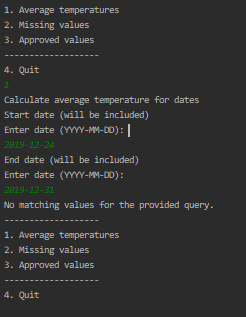 1. Average temperatures
2. Missing values
3. Approved values
-------------------
4. Quit
1
Calculate average temperature for dates
Start date (will be included)
Enter date (YYYY-MM-DD):
2019-12-24
End date (will be included)
Enter date (YYYY-MM-DD):
2019-12-31
No matching values for the provided query.
-------------------
1. Average temperatures
2. Missing values
3. Approved values
-------------------
4. Quit